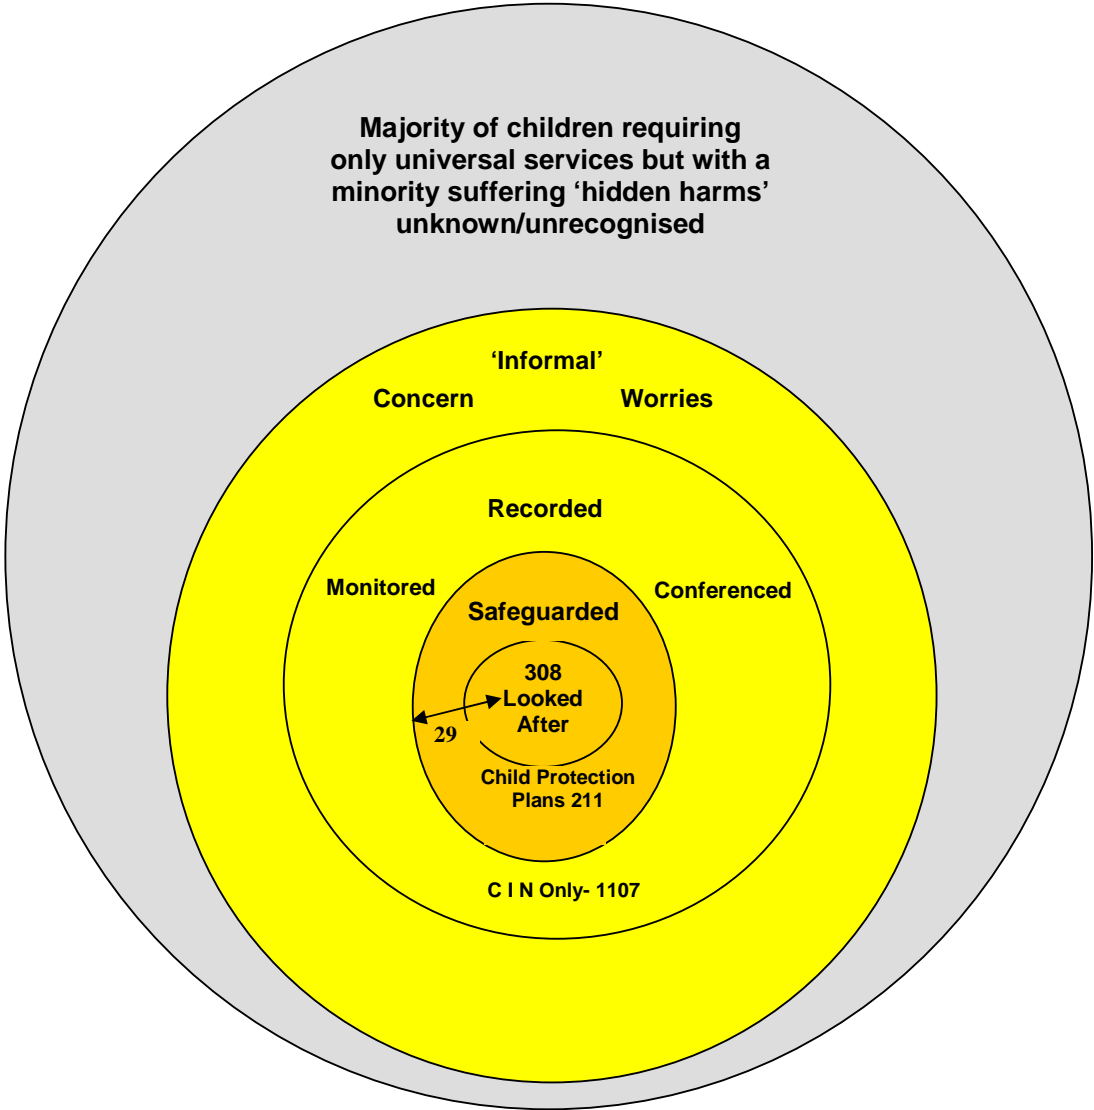 Majority of children requiring
only universal services but with a
minority suffering ‘hidden harms’
unknown/unrecognised
‘Informal’
Concern Worries
Recorded
Monitored Conferenced
Safeguarded
308
Looked
After
29
Child Protection
Plans 211
C I N Only- 1107